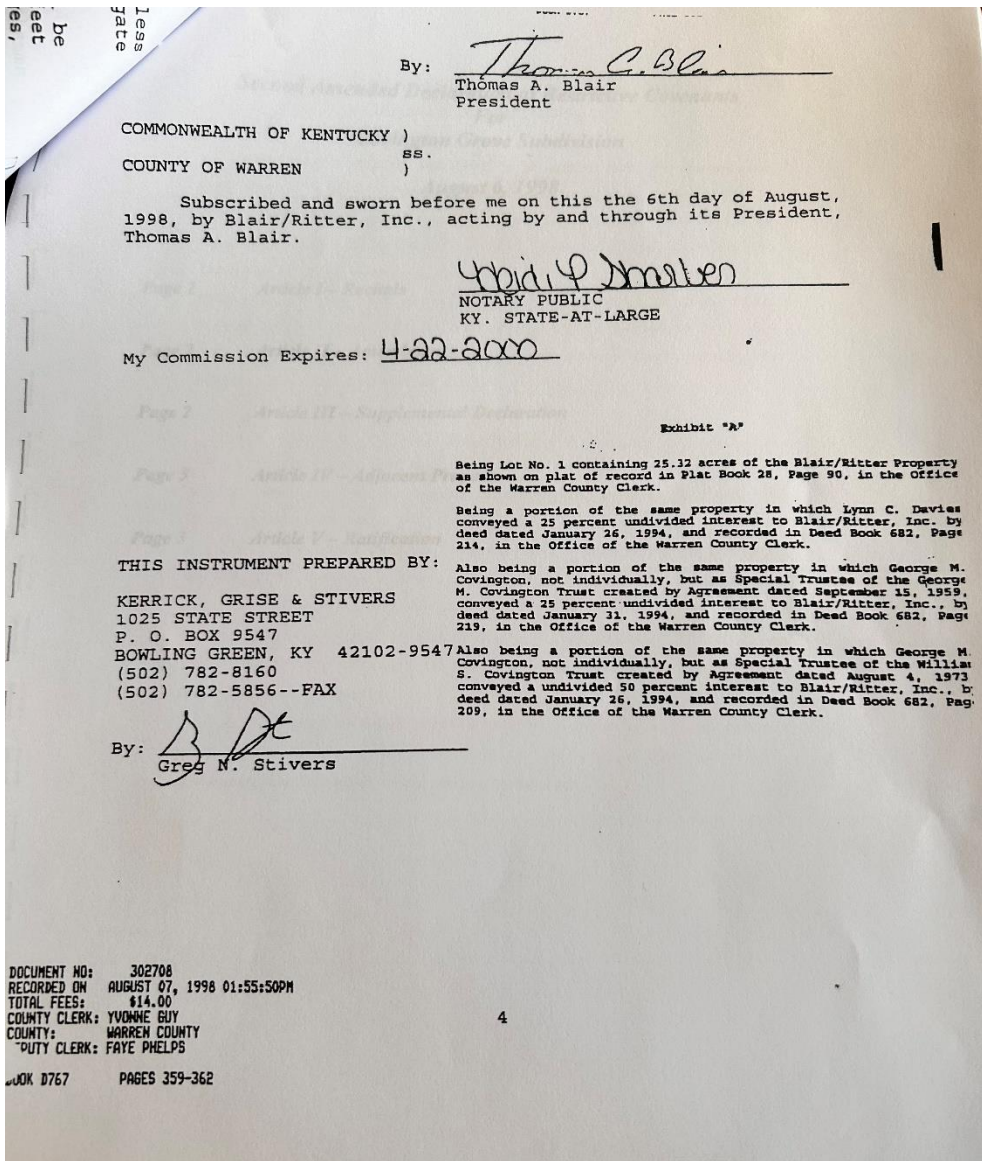 less
gate
be
eet
es,
By: Thomas A. Blair
Thomas A. Blair
President
COMMONWEALTH OF KENTUCKY )
ss.
COUNTY OF WARREN )
Subscribed and sworn before me on this the 6th day of August,
1998, by Blair/Ritter, Inc., acting by and through its President,
Thomas A. Blair.
NOTARY PUBLIC
KY. STATE-AT-LARGE
My Commission Expires: 4-22-2000
Exhibit "A"
Being Lot No. 1 containing 25.32 acres of the Blair/Ritter Property
as shown on plat of record in Plat Book 28, Page 90, in the Office
of the Warren County Clerk.
Being a portion of the same property in which Lynn C. Davies
conveyed a 25 percent undivided interest to Blair/Ritter, Inc. by
deed dated January 26, 1994, and recorded in Deed Book 682, Page
214, in the Office of the Warren County Clerk.
Also being a portion of the same property in which George M.
Covington, not individually, but as Special Trustee of the George
M. Covington Trust created by Agreement dated September 15, 1959,
conveyed a 25 percent undivided interest to Blair/Ritter, Inc., by
deed dated January 31, 1994, and recorded in Deed Book 682, Page
219, in the Office of the Warren County Clerk.
Also being a portion of the same property in which George M.
Covington, not individually, but as Special Trustee of the William
S. Covington Trust created by Agreement dated August 4, 1973
conveyed a undivided 50 percent interest to Blair/Ritter, Inc., by
deed dated January 26, 1994, and recorded in Deed Book 682, Pag
209, in the Office of the Warren County Clerk.
THIS INSTRUMENT PREPARED BY:
KERRICK, GRISE & STIVERS
1025 STATE STREET
P. O. BOX 9547
BOWLING GREEN, KY 42102-9547
(502) 782-8160
(502) 782-5856--FAX
By:
Greg N. Stivers
DOCUMENT NO: 302708
RECORDED ON AUGUST 07, 1998 01:55:50PM
TOTAL FEES: $14.00
COUNTY CLERK: YVONNE GUY
COUNTY: WARREN COUNTY
PUTY CLERK: FAYE PHELPS
OOK D767 PAGES 359-362
4